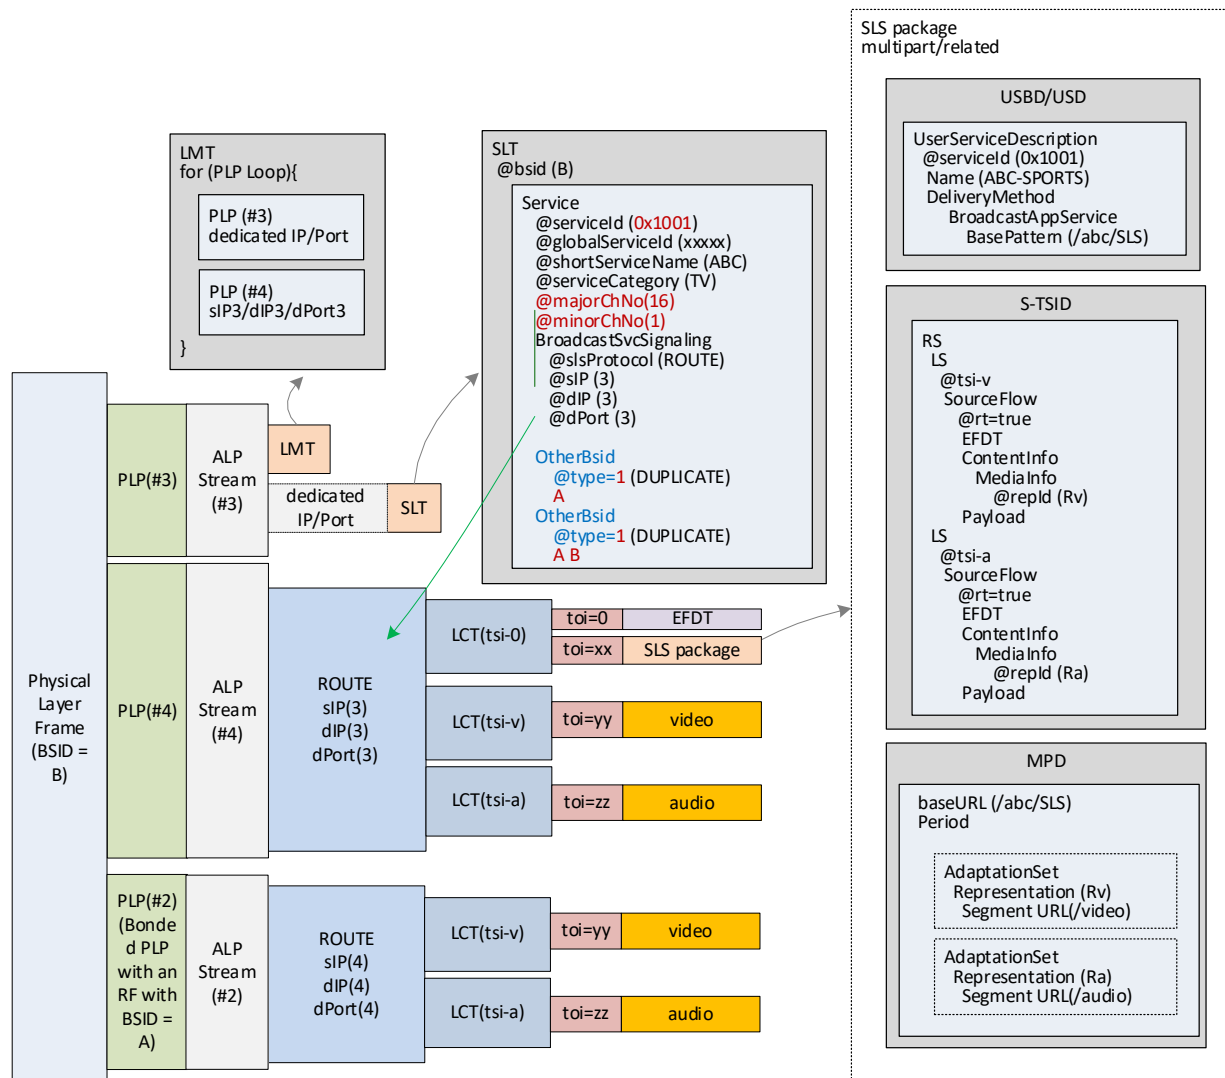 SLS package
multipart/related
USBD/USD
UserServiceDescription
@serviceId (0x1001)
Name (ABC-SPORTS)
DeliveryMethod
BroadcastAppService
BasePattern (/abc/SLS)
S-TSID
RS
LS
@tsi-v
SourceFlow
@rt=true
EFDT
ContentInfo
MediaInfo
@repId (Rv)
Payload
LS
@tsi-a
SourceFlow
@rt=true
EFDT
ContentInfo
MediaInfo
@repId (Ra)
Payload
MPD
baseURL (/abc/SLS)
Period
AdaptationSet
Representation (Rv)
Segment URL(/video)
AdaptationSet
Representation (Ra)
Segment URL(/audio)
LMT
for (PLP Loop){
PLP (#3)
dedicated IP/Port
PLP (#4)
sIP3/dIP3/dPort3
}
SLT
@bsid (B)
Service
@serviceId (0x1001)
@globalServiceId (xxxxx)
@shortServiceName (ABC)
@serviceCategory (TV)
@majorChNo(16)
@minorChNo(1)
BroadcastSvcSignaling
@slsProtocol (ROUTE)
@sIP (3)
@dIP (3)
@dPort (3)
OtherBsid
@type=1 (DUPLICATE)
A
OtherBsid
@type=1 (DUPLICATE)
A B
Physical
Layer
Frame
(BSID =
B)
PLP(#3)
ALP
Stream
(#3)
LMT
dedicated
IP/Port
SLT
PLP(#4)
ALP
Stream
(#4)
ROUTE
sIP(3)
dIP(3)
dPort(3)
LCT(tsi-0)
toi=0
EFDT
toi=xx
SLS package
LCT(tsi-v)
toi=yy
video
LCT(tsi-a)
toi=zz
audio
PLP(#2)
(Bonde
d PLP
with an
RF with
BSID =
A)
ALP
Stream
(#2)
ROUTE
sIP(4)
dIP(4)
dPort(4)
LCT(tsi-v)
toi=yy
video
LCT(tsi-a)
toi=zz
audio